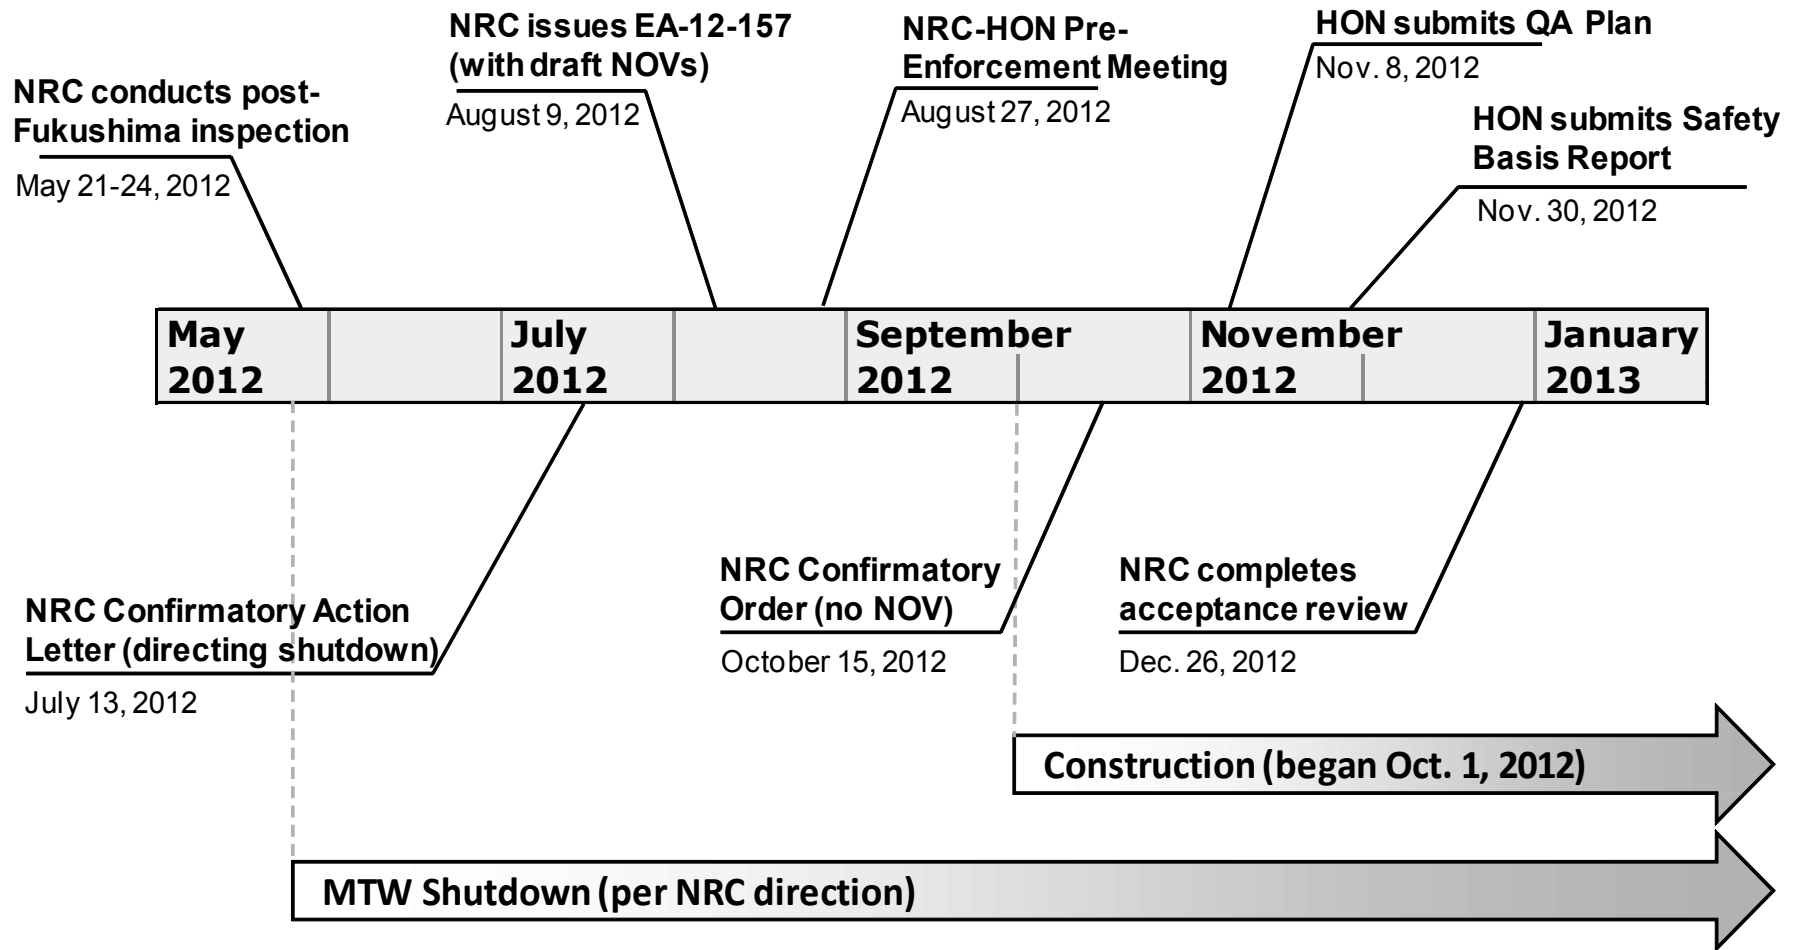 NRC conducts post-
Fukushima inspection
May 21-24, 2012
NRC issues EA-12-157
(with draft NOVs)
August 9, 2012
NRC-HON Pre-
Enforcement Meeting
August 27, 2012
HON submits QA Plan
Nov. 8, 2012
HON submits Safety
Basis Report
Nov. 30, 2012
May
2012
July
2012
September
2012
November
2012
January
2013
NRC Confirmatory Action
Letter (directing shutdown)
July 13, 2012
NRC Confirmatory
Order (no NOV)
October 15, 2012
NRC completes
acceptance review
Dec. 26, 2012
Construction (began Oct. 1, 2012)
MTW Shutdown (per NRC direction)